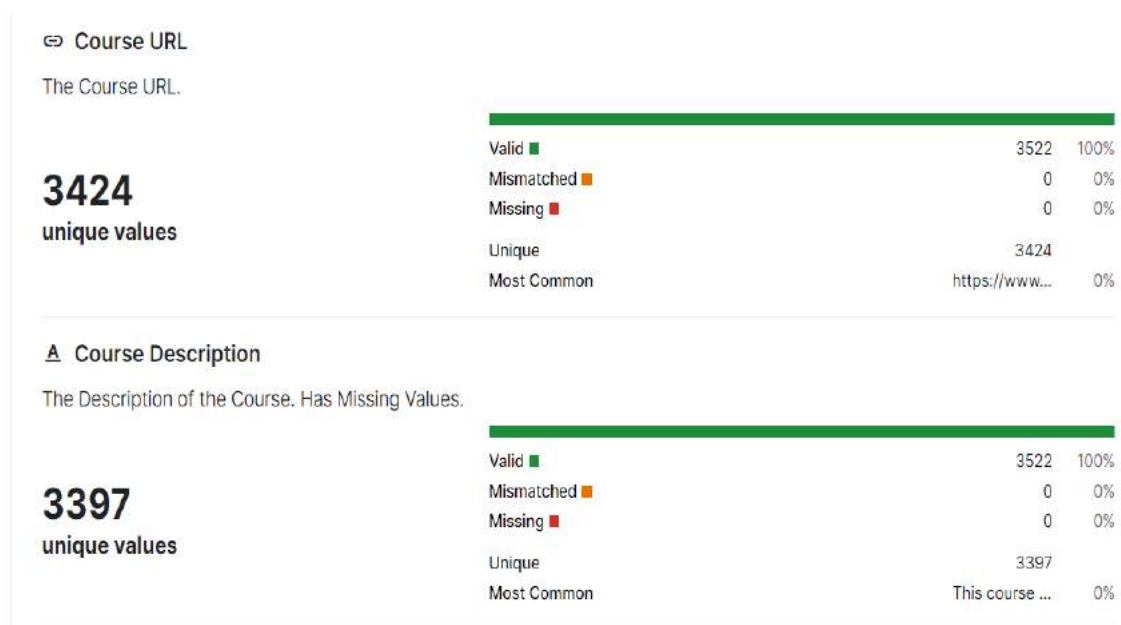 Course URL
The Course URL.
Valid 3522 100%
3424
unique values
Mismatched 0 0%
Missing 0 0%
Unique 3424
Most Common https://www... 0%
A Course Description
The Description of the Course. Has Missing Values.
Valid 3522 100%
3397
unique values
Mismatched 0 0%
Missing 0 0%
Unique 3397
Most Common This course ... 0%